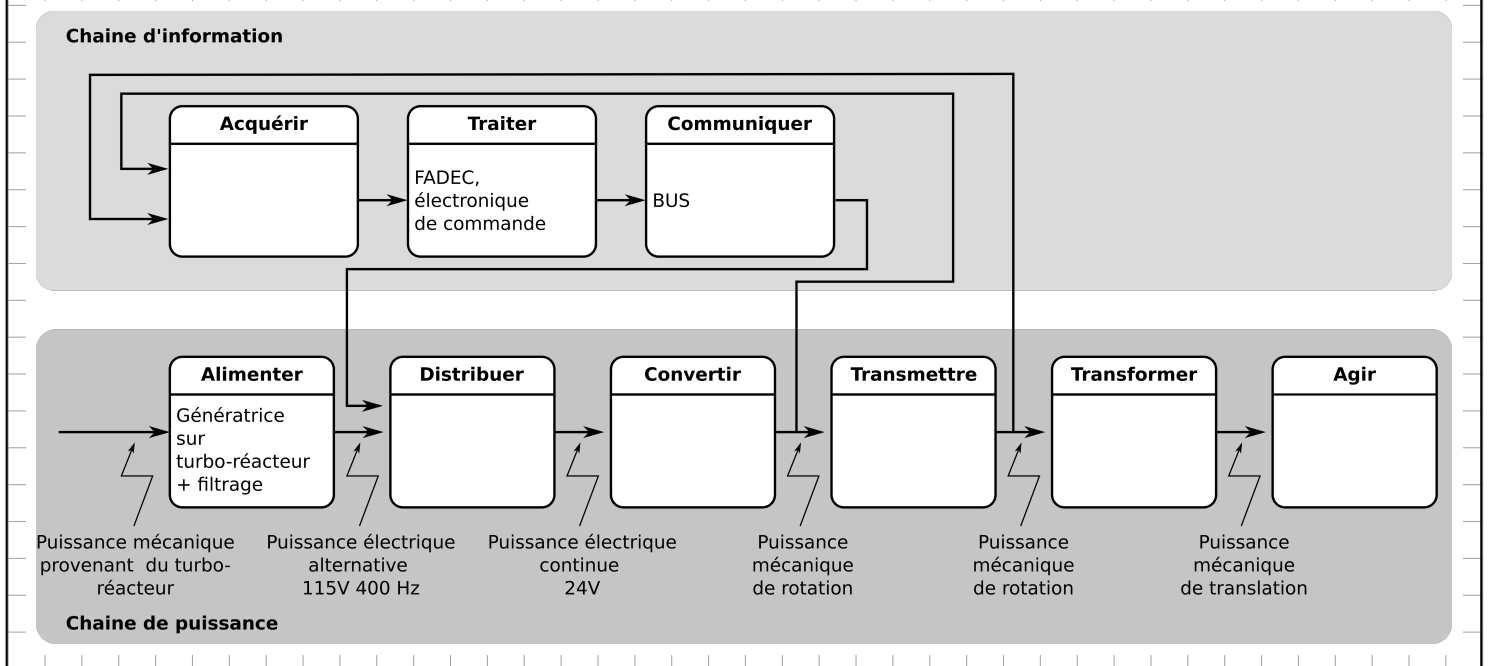 Chaine d'information
Acquérir
Traiter
FADEC,
électronique
de commande
Communiquer
BUS
Alimenter
Génératrice
sur
turbo-réacteur
+ filtrage
Distribuer
Convertir
Transmettre
Transformer
Agir
Puissance mécanique
provenant  du turbo-
réacteur
Puissance électrique
alternative
115V 400 Hz
Puissance électrique
continue
24V
Puissance
mécanique
de rotation
Puissance
mécanique
de rotation
Puissance
mécanique
de translation
Chaine de puissance